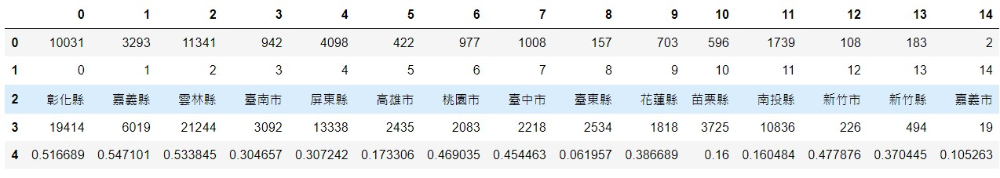 0 1 2 3 4 5 6 7 8 9 10 11 12 13 14
0 10031 3293 11341 942 4098 422 977 1008 157 703 596 1739 108 183 2
1 0 1 2 3 4 5 6 7 8 9 10 11 12 13 14
2 彰化縣 嘉義縣 雲林縣 臺南市 屏東縣 高雄市 桃園市 臺中市 臺東縣 花蓮縣 苗栗縣 南投縣 新竹市 新竹縣 嘉義市
3 19414 6019 21244 3092 13338 2435 2083 2218 2534 1818 3725 10836 226 494 19
4 0.516689 0.547101 0.533845 0.304657 0.307242 0.173306 0.469035 0.454463 0.061957 0.386689 0.16 0.160484 0.477876 0.370445 0.105263